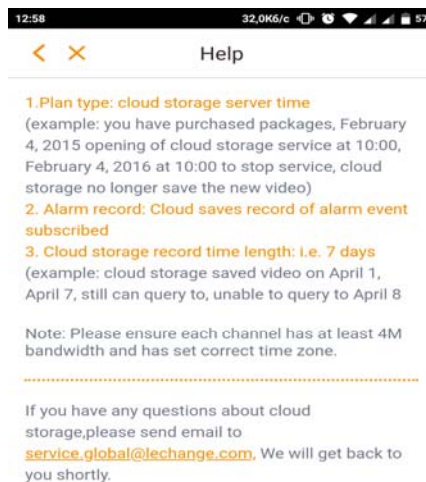 12:58 32,0Кб/с 57
Help
1.Plan type: cloud storage server time
(example: you have purchased packages, February
4, 2015 opening of cloud storage service at 10:00,
February 4, 2016 at 10:00 to stop service, cloud
storage no longer save the new video)
2. Alarm record: Cloud saves record of alarm event
subscribed
3. Cloud storage record time length: i.e. 7 days
(example: cloud storage saved video on April 1,
April 7, still can query to, unable to query to April 8
Note: Please ensure each channel has at least 4M
bandwidth and has set correct time zone.
If you have any questions about cloud
storage,please send email to
service.global@lechange.com, We will get back to
you shortly.